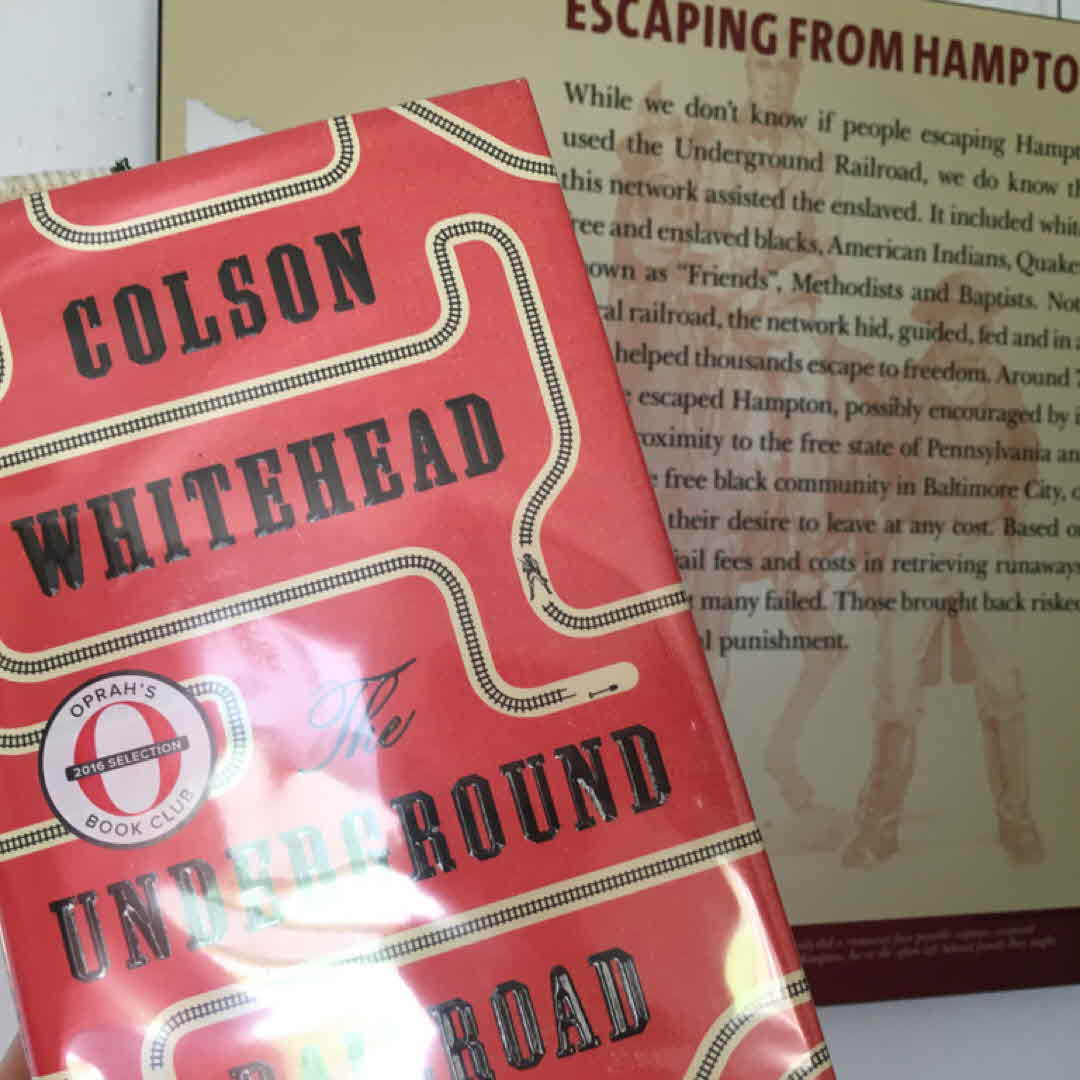 COLSON
WHITEHEAD
The
UNDERGROUND
RAILROAD
OPRAH'S
O
2016 SELECTION
BOOK CLUB
ESCAPING FROM HAMPTO
While we don't know if people escaping Hampt
used the Underground Railroad, we do know th
this network assisted the enslaved. It included whit
ree and enslaved blacks, American Indians, Quake
own as "Friends", Methodists and Baptists. Not
al railroad, the network hid, guided, fed and in a
helped thousands escape to freedom. Around 7
escaped Hampton, possibly encouraged by i
oximity to the free state of Pennsylvania an
free black community in Baltimore City, o
their desire to leave at any cost. Based o
ail fees and costs in retrieving runaways
many failed. Those brought back risked
l punishment.